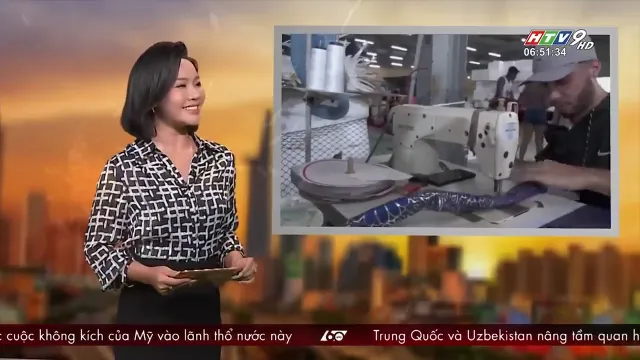 HTV9 HD
06:51:34
c cuộc không kích của Mỹ vào lãnh thổ nước này 60 Trung Quốc và Uzbekistan nâng tầm quan h